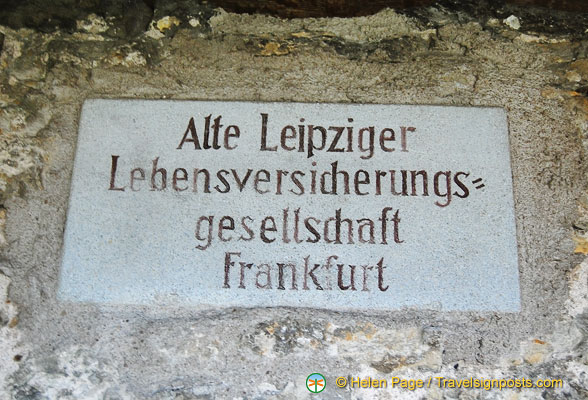 Alte Leipziger
Lebensversicherungs=
gesellschaft
Frankfurt
© Helen Page / Travelsignposts.com